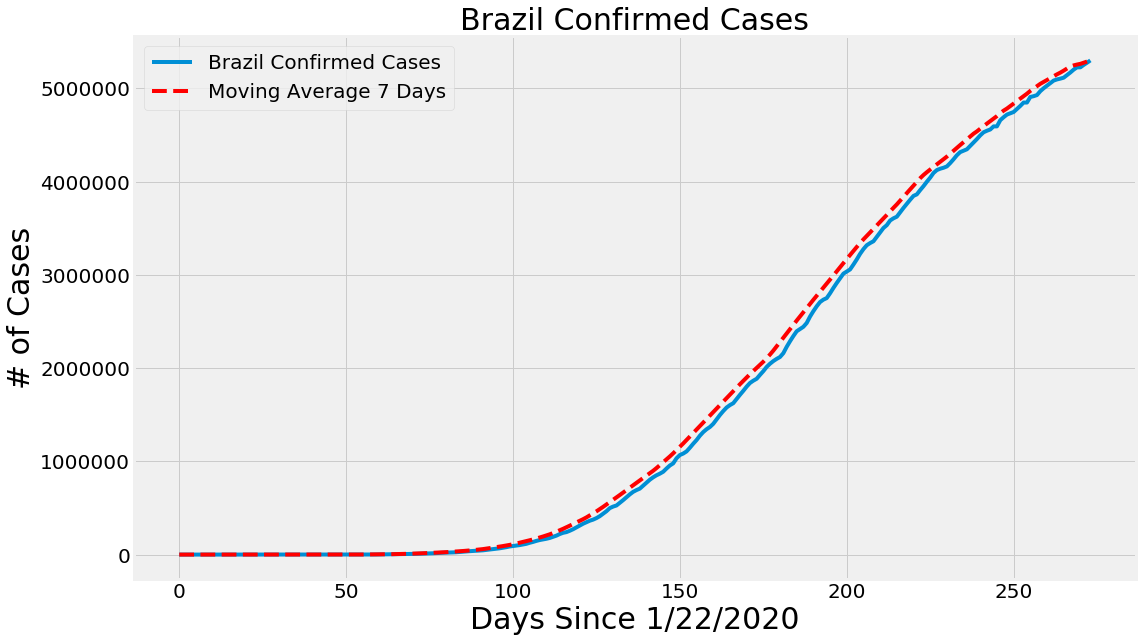 Brazil Confirmed Cases
Brazil Confirmed Cases
Moving Average 7 Days
# of Cases
5000000
4000000
3000000
2000000
1000000
0
0 50 100 150 200 250
Days Since 1/22/2020